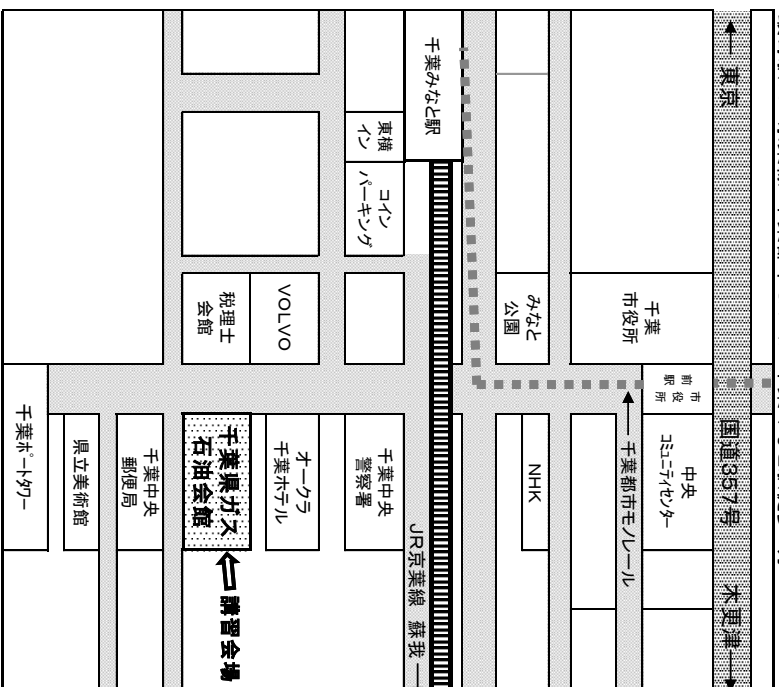 東京
国道357号
木更津
千葉
市役所
市役所
前駅
中央
コミュニティセンター
千葉都市モノレール
みなと
公園
NHK
千葉みなと駅
JR京葉線 蘇我
東横
イン
コイン
パーキング
千葉中央
警察署
VOLVO
オークラ
千葉ホテル
税理士
会館
千葉県ガス
石油会館
講習会場
千葉中央
郵便局
県立美術館
千葉ポートタワー